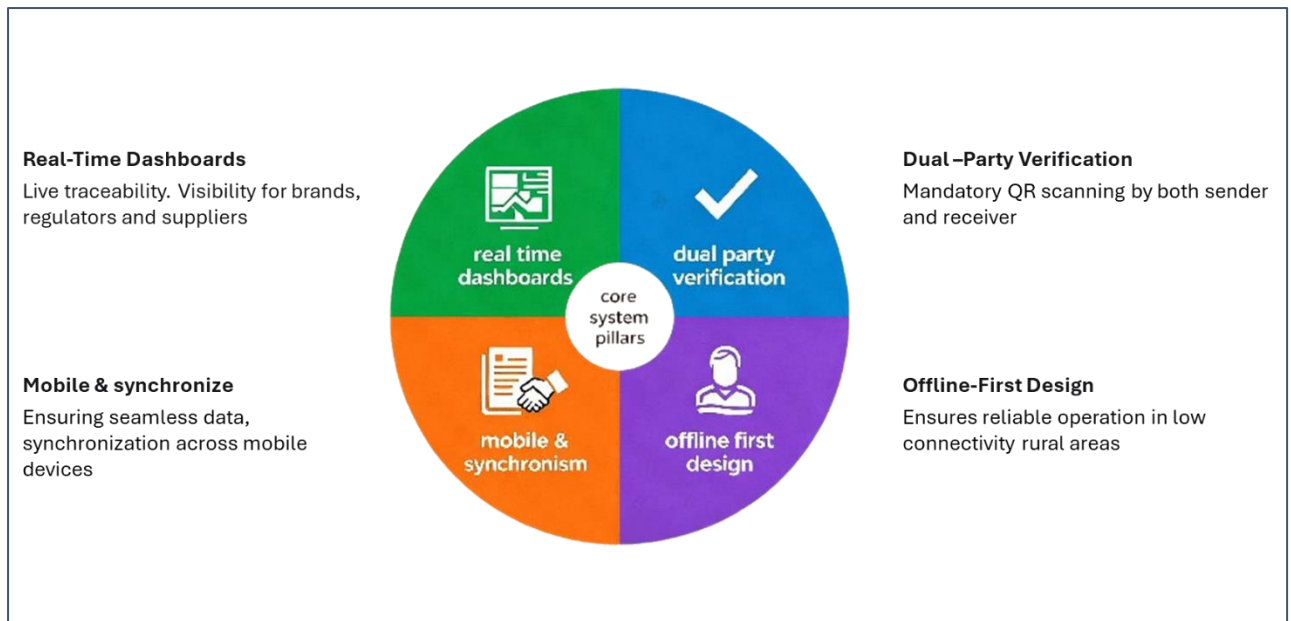 Real-Time Dashboards
Live traceability. Visibility for brands,
regulators and suppliers
Mobile & synchronize
Ensuring seamless data,
synchronization across mobile
devices
real time
dashboards
dual party
verification
core
system
pillars
mobile &
synchronism
offline first
design
Dual –Party Verification
Mandatory QR scanning by both sender
and receiver
Offline-First Design
Ensures reliable operation in low
connectivity rural areas